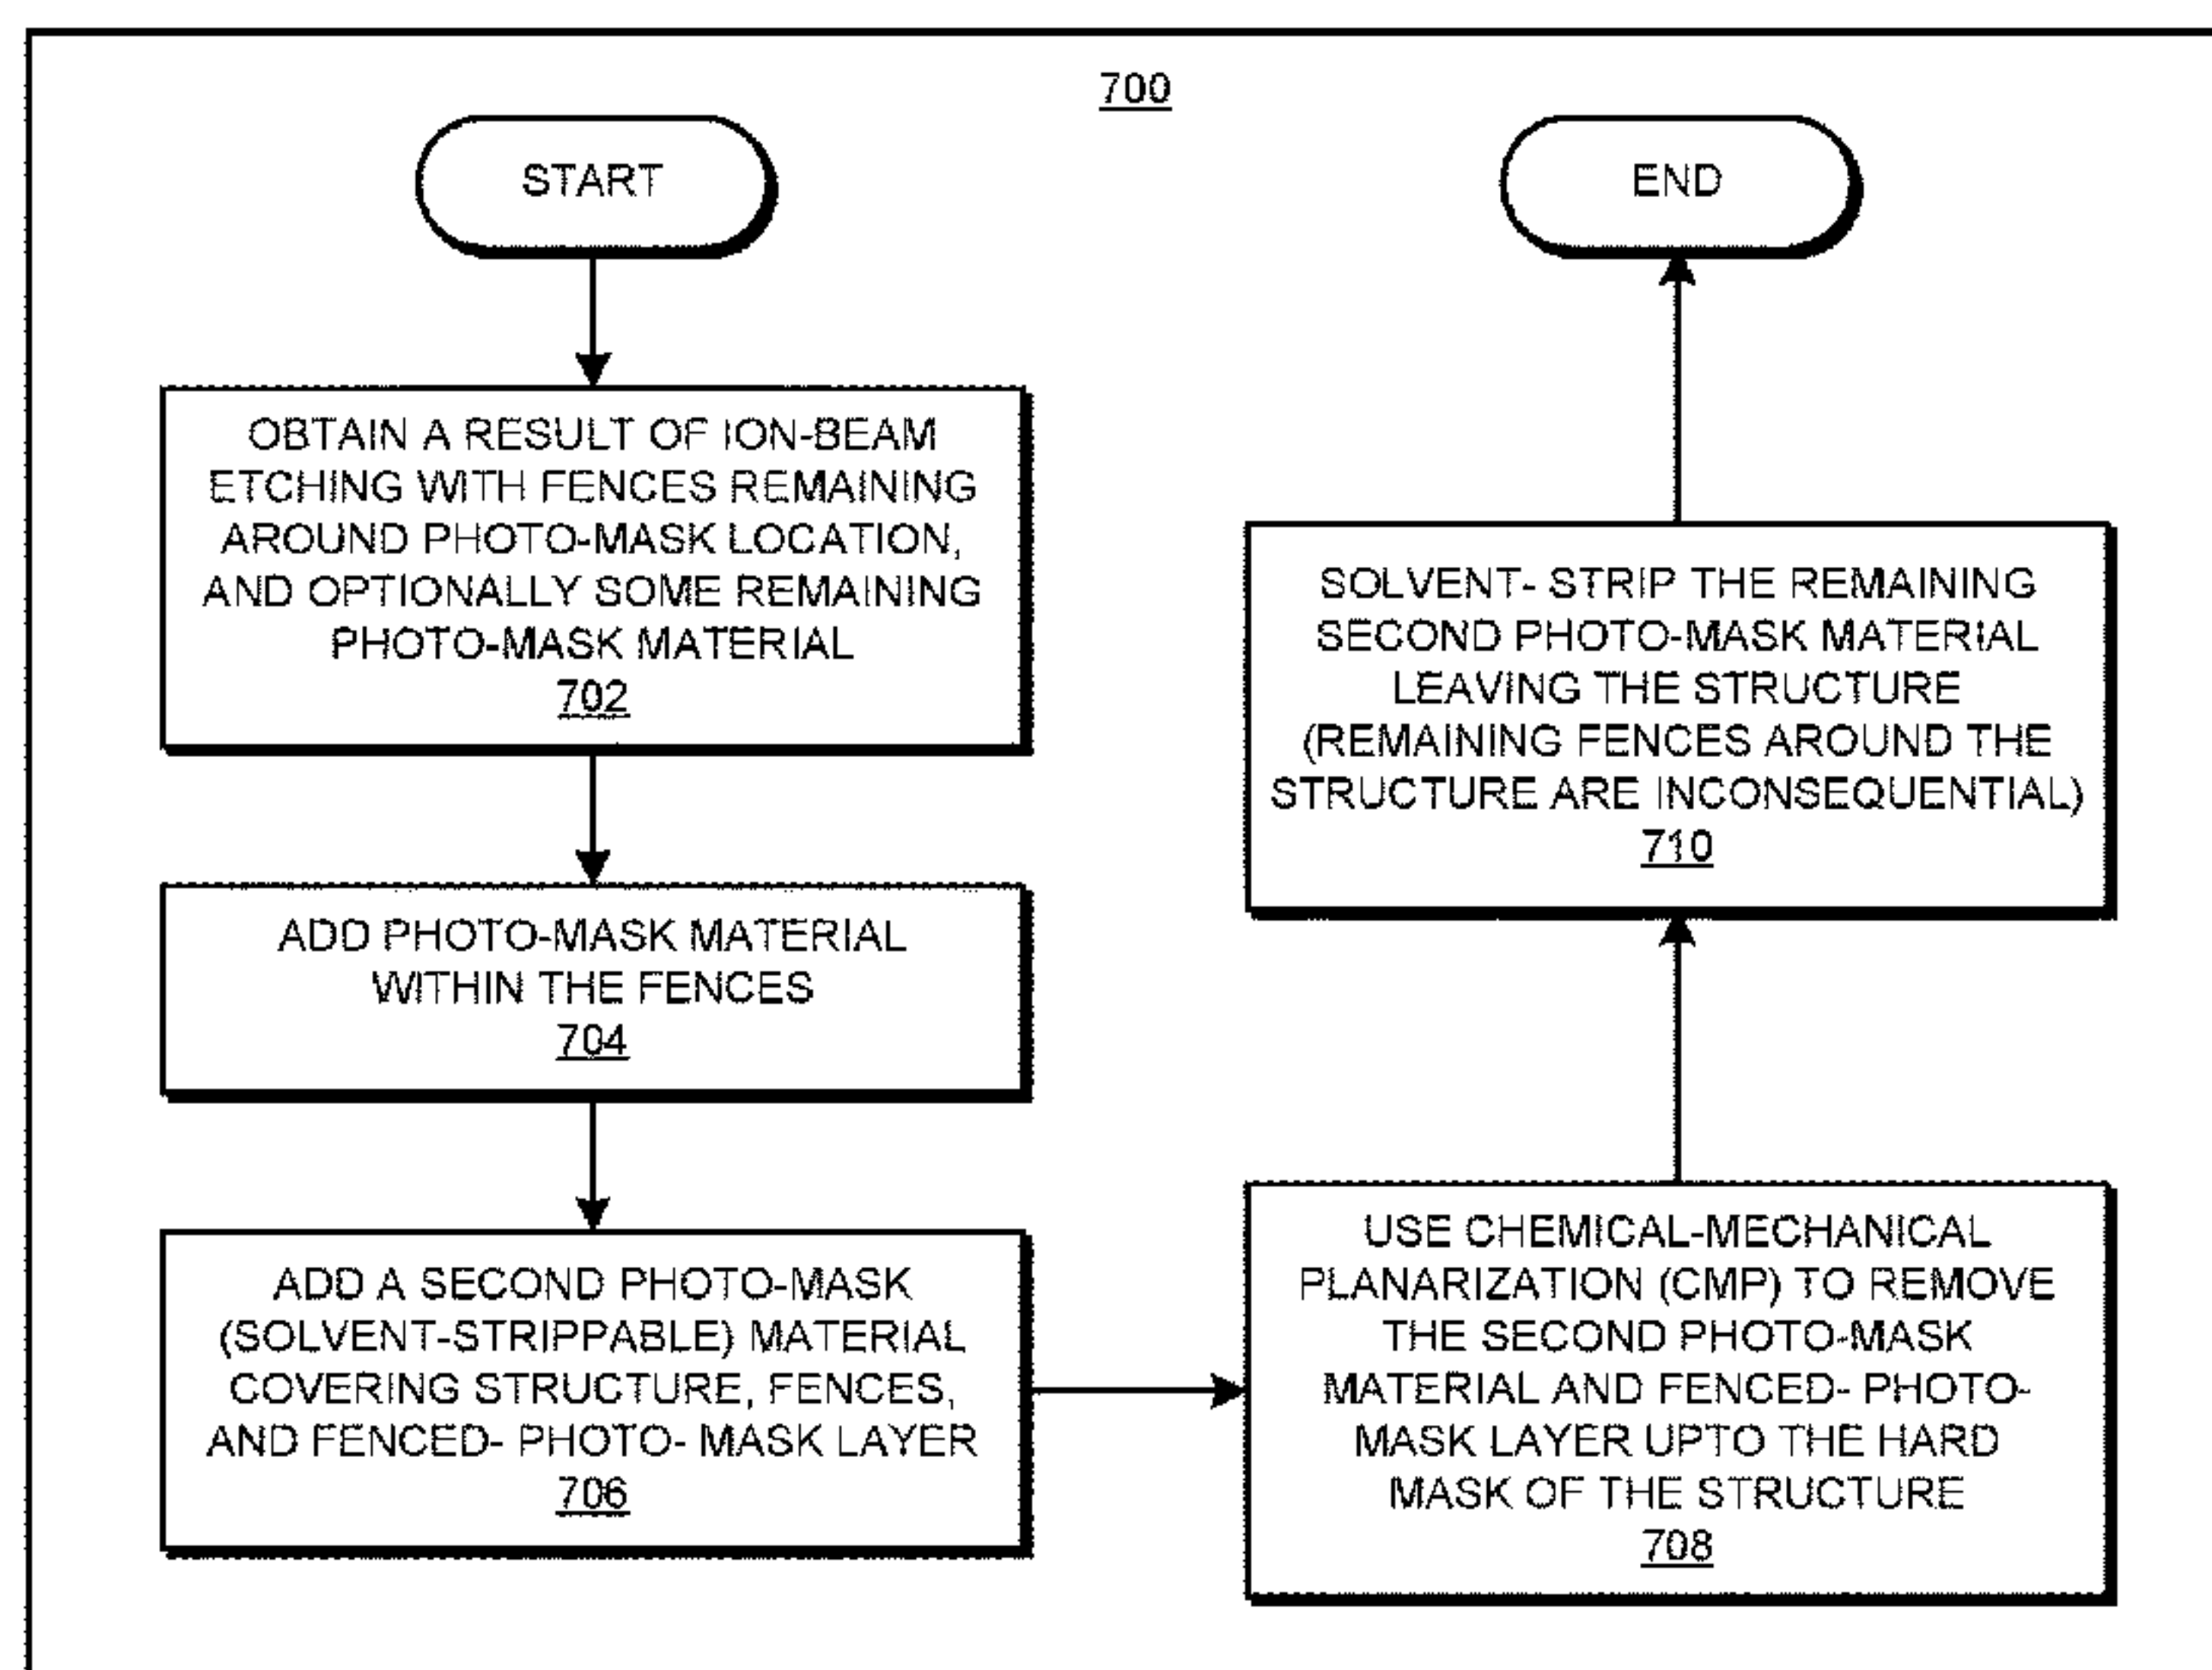 700
START
OBTAIN A RESULT OF ION-BEAM
ETCHING WITH FENCES REMAINING
AROUND PHOTO-MASK LOCATION,
AND OPTIONALLY SOME REMAINING
PHOTO-MASK MATERIAL
702
ADD PHOTO-MASK MATERIAL
WITHIN THE FENCES
704
ADD A SECOND PHOTO-MASK
(SOLVENT-STRIPPABLE) MATERIAL
COVERING STRUCTURE, FENCES,
AND FENCED- PHOTO- MASK LAYER
706
USE CHEMICAL-MECHANICAL
PLANARIZATION (CMP) TO REMOVE
THE SECOND PHOTO-MASK
MATERIAL AND FENCED- PHOTO-
MASK LAYER UPTO THE HARD
MASK OF THE STRUCTURE
708
SOLVENT- STRIP THE REMAINING
SECOND PHOTO-MASK MATERIAL
LEAVING THE STRUCTURE
(REMAINING FENCES AROUND THE
STRUCTURE ARE INCONSEQUENTIAL)
710
END